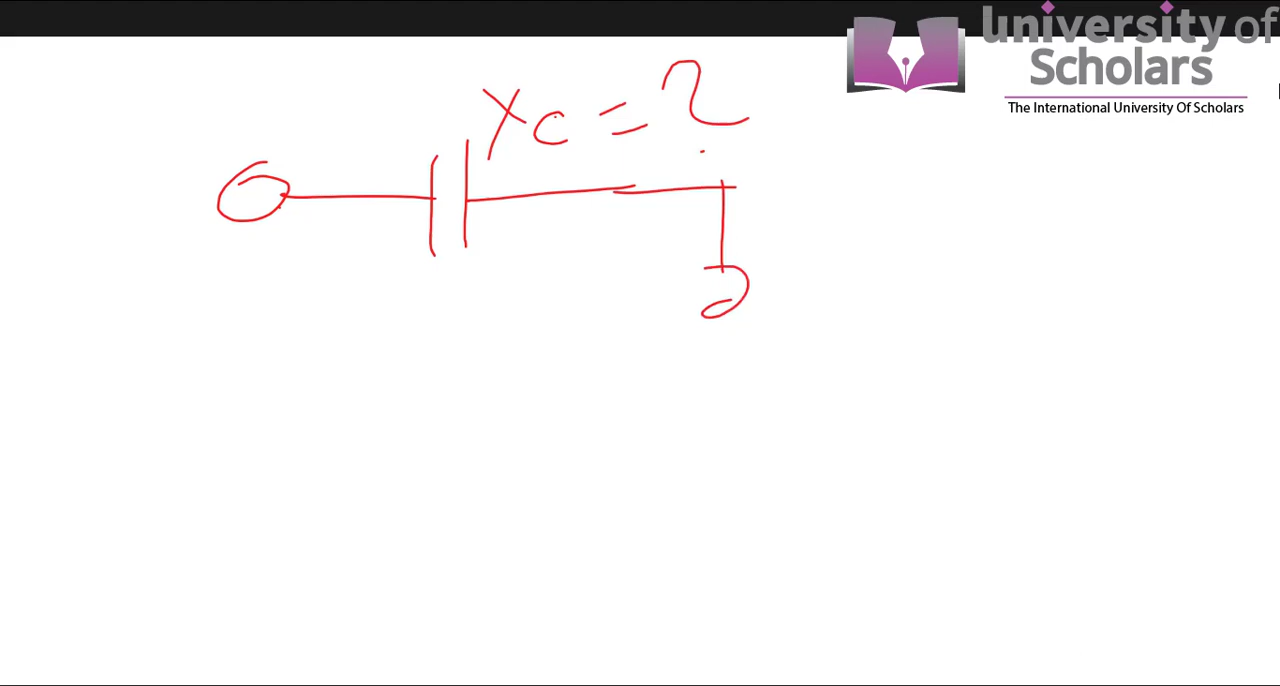 University of
Scholars
The International University Of Scholars
Xc = ?